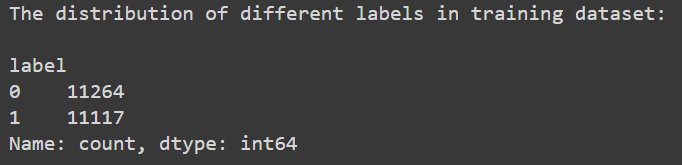 The distribution of different labels in training dataset:
label
0    11264
1    11117
Name: count, dtype: int64